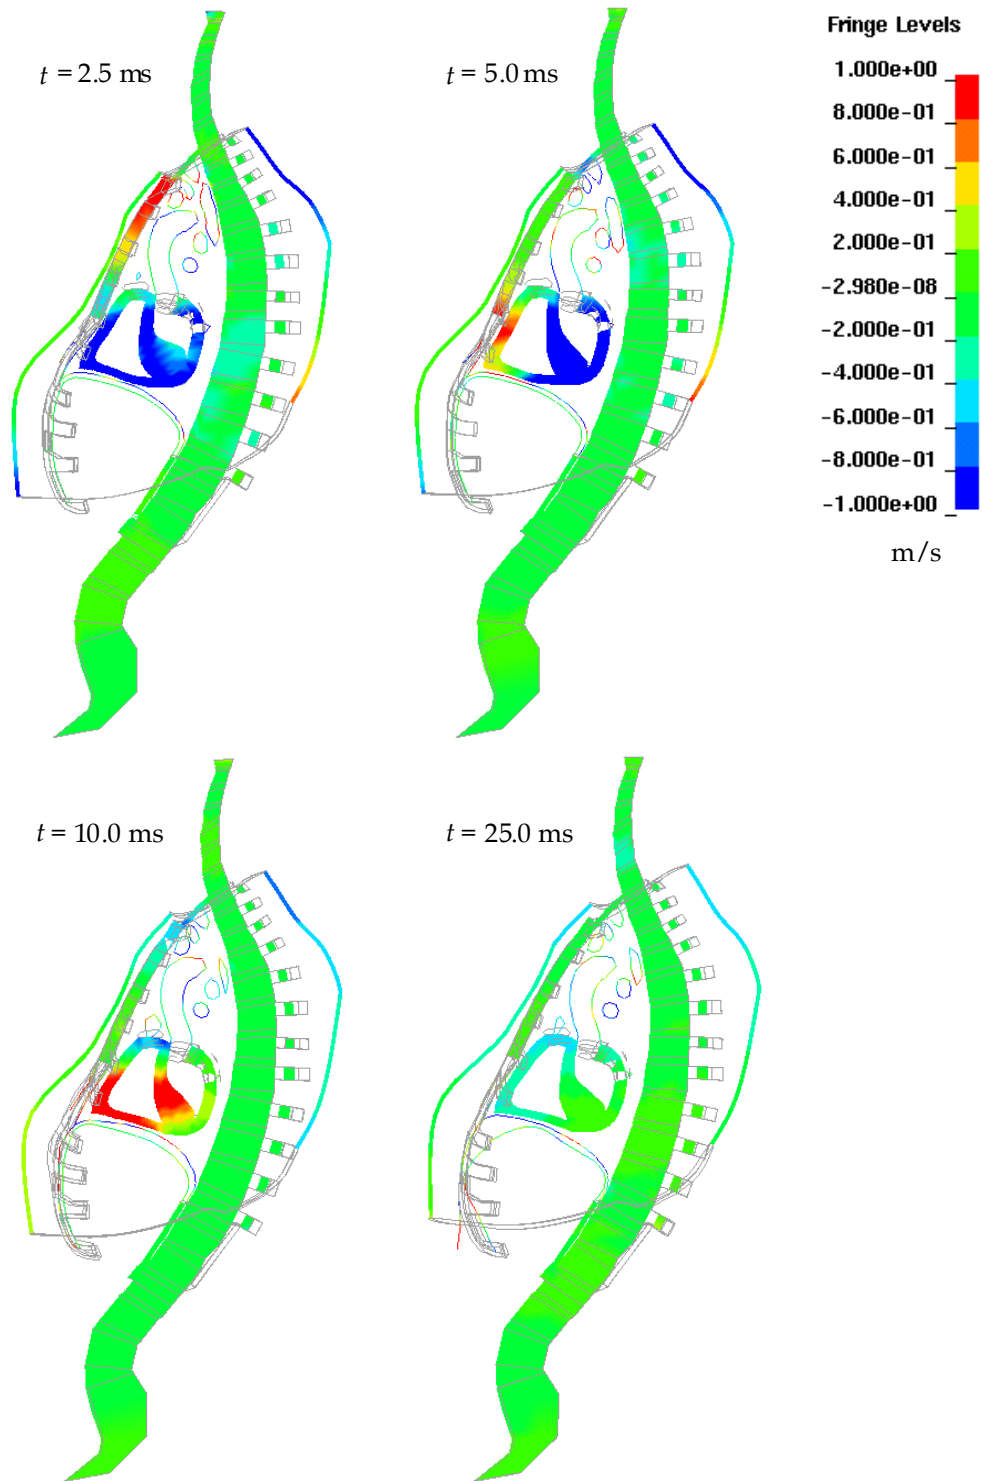 t = 2.5 ms
t = 5.0 ms
Fringe Levels
1.000e+00
8.000e-01
6.000e-01
4.000e-01
2.000e-01
-2.980e-08
-2.000e-01
-4.000e-01
-6.000e-01
-8.000e-01
-1.000e+00
m/s
t = 10.0 ms
t = 25.0 ms